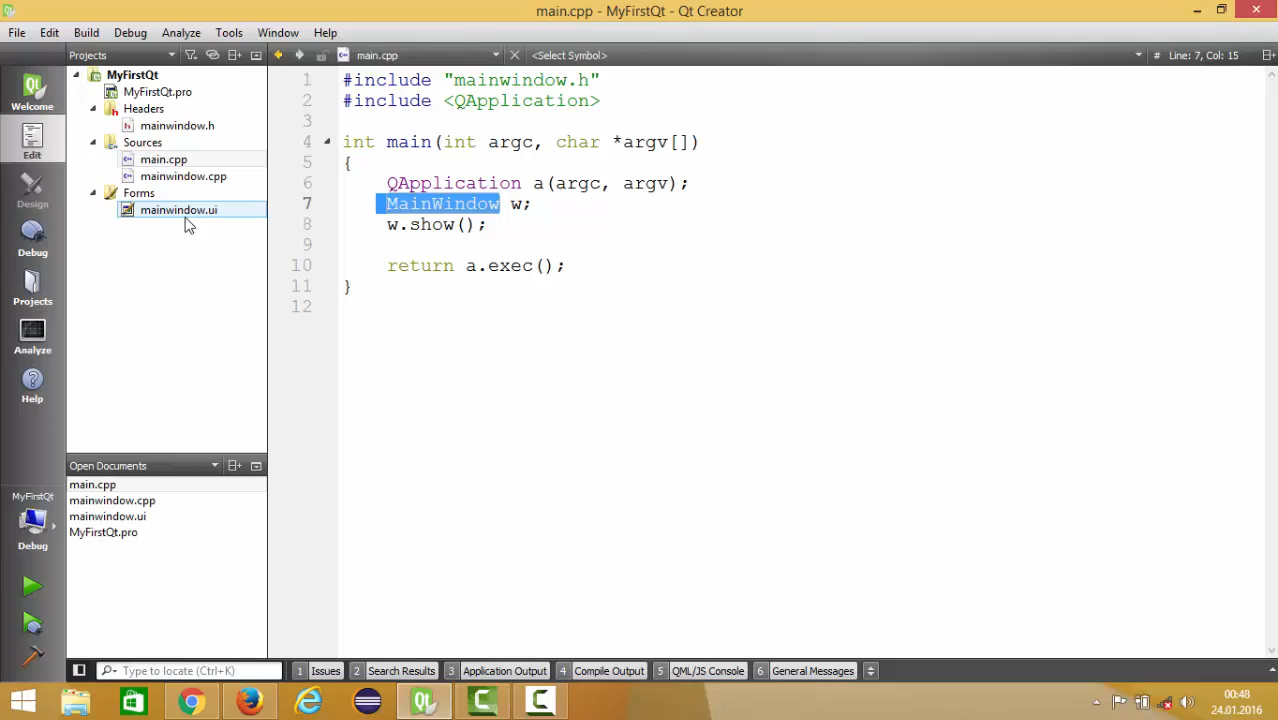 main.cpp - MyFirstQt - Qt Creator
File Edit Build Debug Analyze Tools Window Help
Projects main.cpp <Select Symbol> # Line: 7, Col: 15
Welcome
Edit
Design
Debug
Projects
Analyze
Help
MyFirstQt
MyFirstQt.pro
Headers
mainwindow.h
Sources
main.cpp
mainwindow.cpp
Forms
mainwindow.ui
1 #include "mainwindow.h"
2 #include <QApplication>
3
4 int main(int argc, char *argv[])
5 {
6 QApplication a(argc, argv);
7 MainWindow w;
8 w.show();
9
10 return a.exec();
11 }
12
Open Documents
main.cpp
mainwindow.cpp
mainwindow.ui
MyFirstQt.pro
MyFirstQt
Debug
Type to locate (Ctrl+K) 1 Issues 2 Search Results 3 Application Output 4 Compile Output 5 QML/JS Console 6 General Messages
00:48
24.01.2016